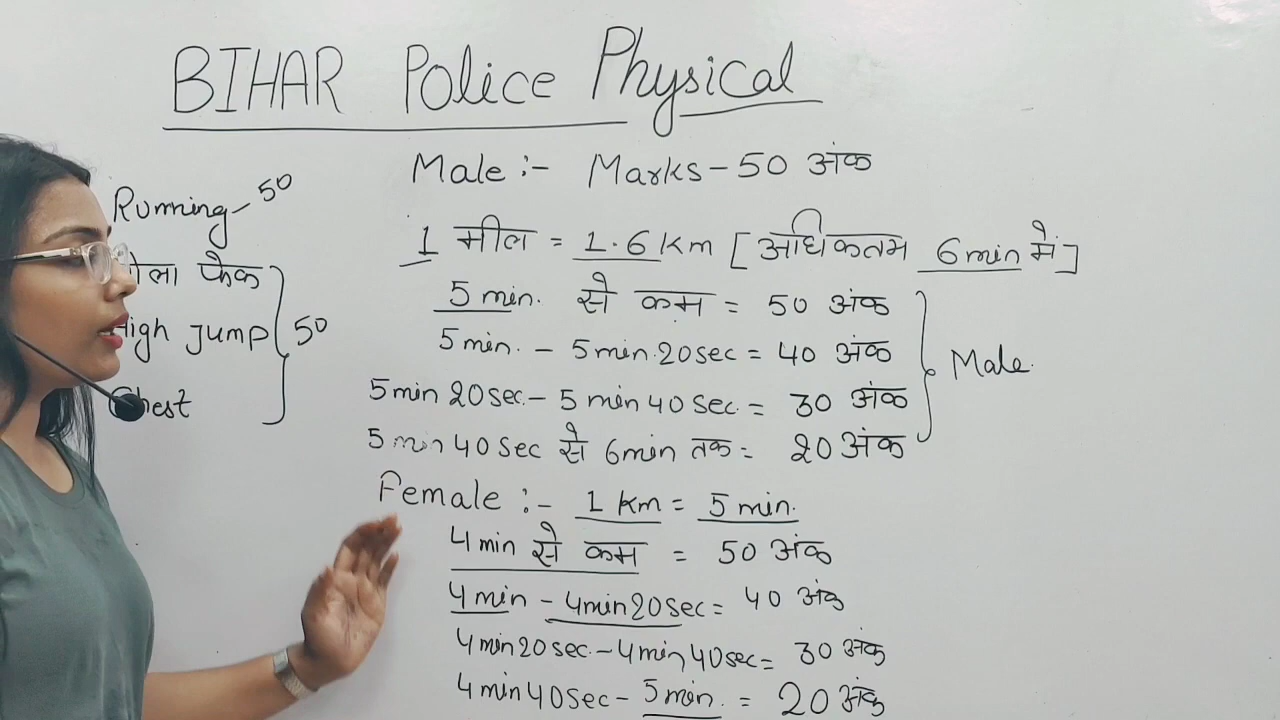 BIHAR Police Physical
Running - 50
ला फेंक
High Jump
Chest
50
Male :- Marks - 50 अंक
1 मील = 1.6 Km [अधिकतम 6 min में]
5 min. से कम = 50 अंक
5 min. - 5 min. 20 sec = 40 अंक
5 min 20 sec. - 5 min 40 sec. = 30 अंक
5 min 40 sec से 6 min तक = 20 अंक
Male.
Female :- 1 Km = 5 min.
4 min से कम = 50 अंक
4 min - 4 min 20 sec = 40 अंक
4 min 20 sec. - 4 min 40 sec = 30 अंक
4 min 40 sec - 5 min. = 20 अंक